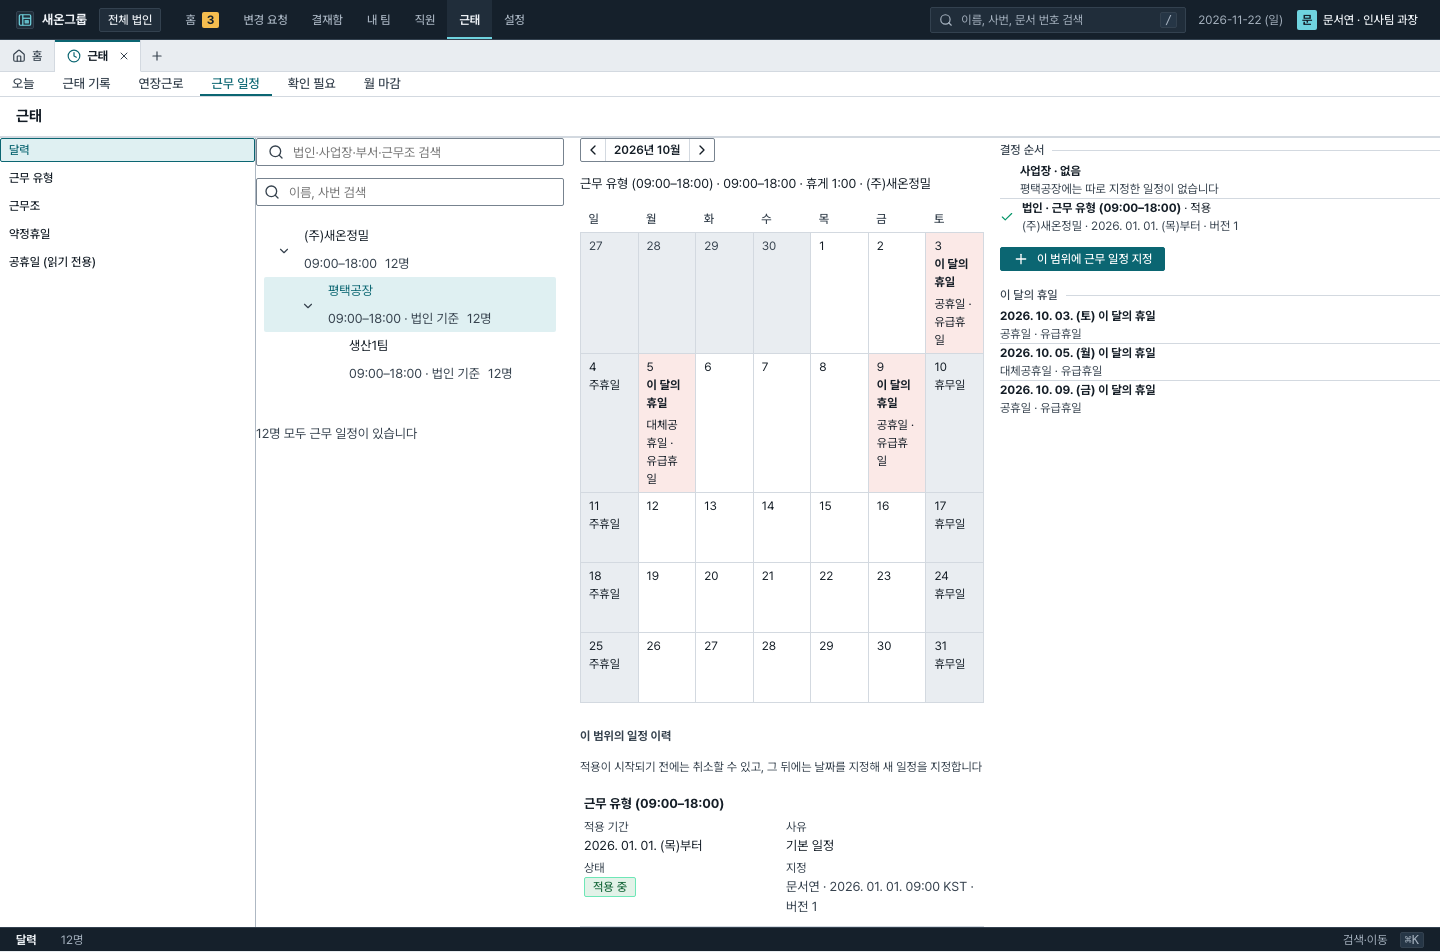 새온그룹 전체 법인 홈 3 변경 요청 결재함 내 팀 직원 근태 설정 이름, 사번, 문서 번호 검색 / 2026-11-22 (일) 문 문서연 · 인사팀 과장
홈 근태
오늘 근태 기록 연장근로 근무 일정 확인 필요 월 마감
근태
달력
근무 유형
근무조
약정휴일
공휴일 (읽기 전용)
법인·사업장·부서·근무조 검색
이름, 사번 검색
(주)새온정밀
09:00–18:00 12명
평택공장
09:00–18:00 · 법인 기준 12명
생산1팀
09:00–18:00 · 법인 기준 12명
12명 모두 근무 일정이 있습니다
2026년 10월
근무 유형 (09:00–18:00) · 09:00–18:00 · 휴게 1:00 · (주)새온정밀
일 월 화 수 목 금 토
27 28 29 30 1 2 3
이 달의
휴일
공휴일 ·
유급휴
일
4 5 6 7 8 9 10
주휴일 이 달의 이 달의 휴무일
휴일 휴일
대체공 공휴일 ·
휴일 · 유급휴
유급휴 일
일
11 12 13 14 15 16 17
주휴일 휴무일
18 19 20 21 22 23 24
주휴일 휴무일
25 26 27 28 29 30 31
주휴일 휴무일
이 범위의 일정 이력
적용이 시작되기 전에는 취소할 수 있고, 그 뒤에는 날짜를 지정해 새 일정을 지정합니다
근무 유형 (09:00–18:00)
적용 기간 사유
2026. 01. 01. (목)부터 기본 일정
상태 지정
적용 중 문서연 · 2026. 01. 01. 09:00 KST ·
버전 1
결정 순서
사업장 · 없음
평택공장에는 따로 지정한 일정이 없습니다
법인 · 근무 유형 (09:00–18:00) · 적용
(주)새온정밀 · 2026. 01. 01. (목)부터 · 버전 1
이 범위에 근무 일정 지정
이 달의 휴일
2026. 10. 03. (토) 이 달의 휴일
공휴일 · 유급휴일
2026. 10. 05. (월) 이 달의 휴일
대체공휴일 · 유급휴일
2026. 10. 09. (금) 이 달의 휴일
공휴일 · 유급휴일
달력 12명 검색·이동 ⌘K